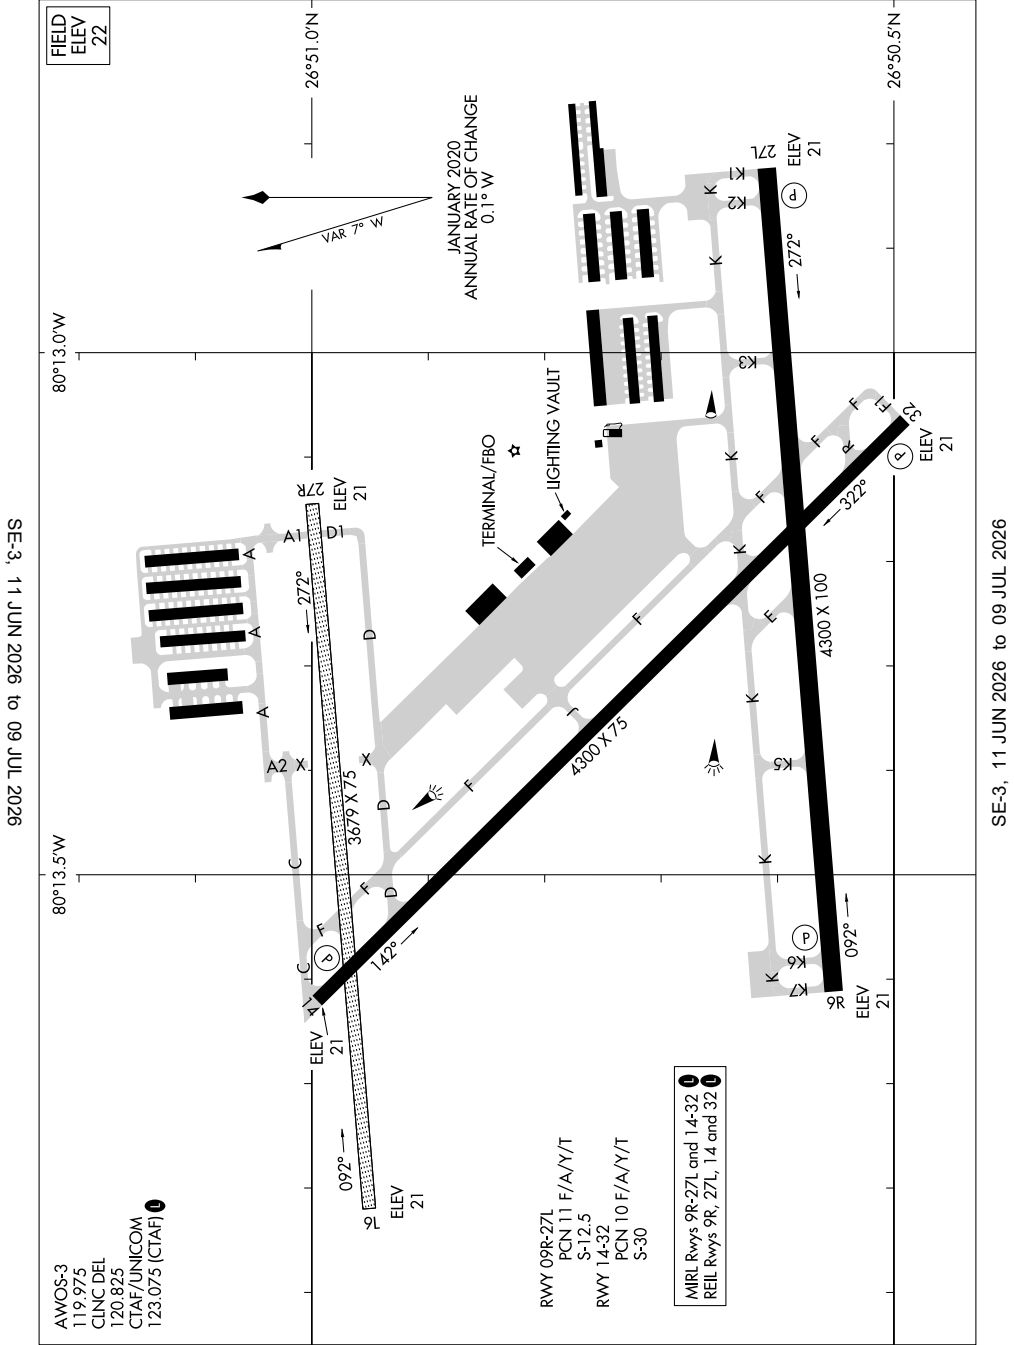 SE-3, 11 JUN 2026 to 09 JUL 2026
AWOS-3
119.975
CLNC DEL
120.825
CTAF/UNICOM
123.075 (CTAF) L
80°13.5'W
80°13.0'W
FIELD
ELEV
22
26°51.0'N
26°50.5'N
VAR 7° W
JANUARY 2020
ANNUAL RATE OF CHANGE
0.1° W
A
A
A
A1
A2
X
X
C
C
D1
D
D
D
F
F
F
F
F
F
F
F1
J
R
E
K
K
K
K
K
K
K
K1
K2
K3
K5
K6
K7
P
P
P
P
9L
ELEV
21
092°
3679 X 75
272°
27R
ELEV
21
14
ELEV
21
142°
4300 X 75
322°
32
ELEV
21
9R
ELEV
21
092°
4300 X 100
272°
27L
ELEV
21
TERMINAL/FBO
LIGHTING VAULT
RWY 09R-27L
PCN 11 F/A/Y/T
S-12.5
RWY 14-32
PCN 10 F/A/Y/T
S-30
MIRL Rwys 9R-27L and 14-32 L
REIL Rwys 9R, 27L, 14 and 32 L
SE-3, 11 JUN 2026 to 09 JUL 2026